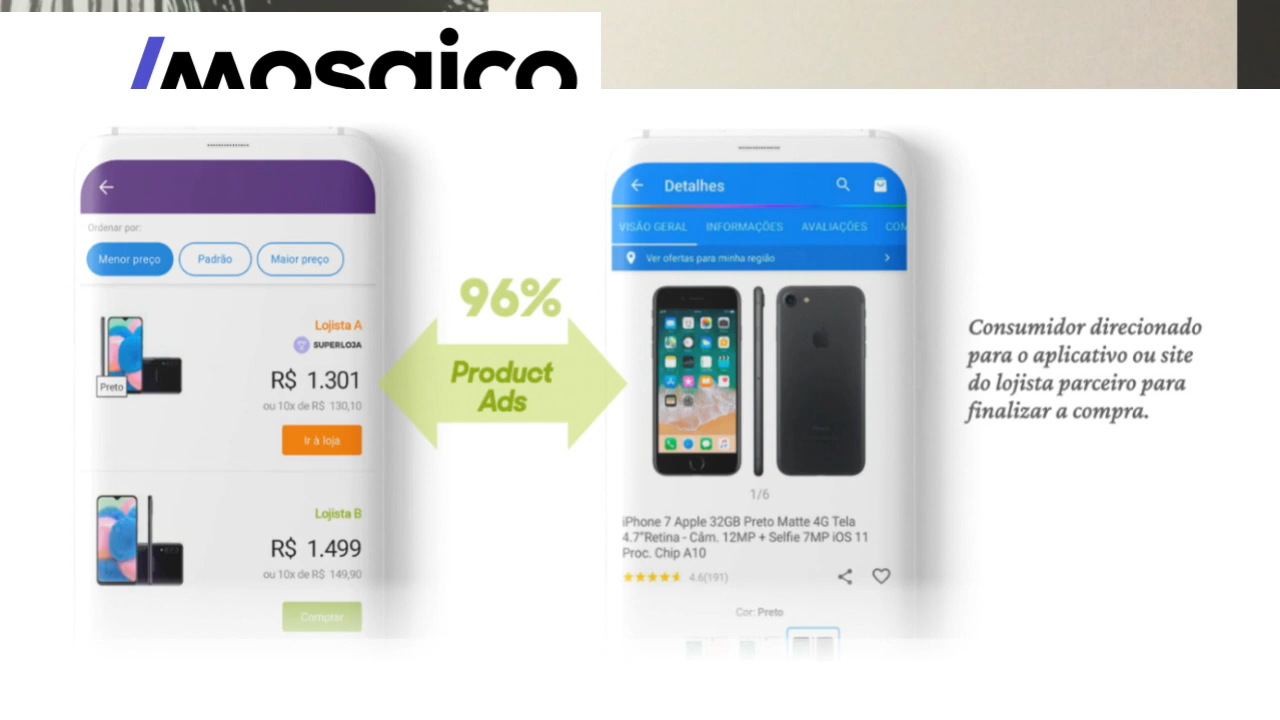 mosaico
Ordenar por:
Menor preço
Padrão
Maior preço
Lojista A
SUPERLOJA
R$ 1.301
ou 10x de R$ 130,10
Ir à loja
Preto
Lojista B
R$ 1.499
ou 10x de R$ 149,90
Comprar
96%
Product
Ads
Detalhes
VISÃO GERAL
INFORMAÇÕES
AVALIAÇÕES
COM
Ver ofertas para minha região
1/6
iPhone 7 Apple 32GB Preto Matte 4G Tela
4.7"Retina - Câm. 12MP + Selfie 7MP iOS 11
Proc. Chip A10
4.6(191)
Cor: Preto
Consumidor direcionado
para o aplicativo ou site
do lojista parceiro para
finalizar a compra.